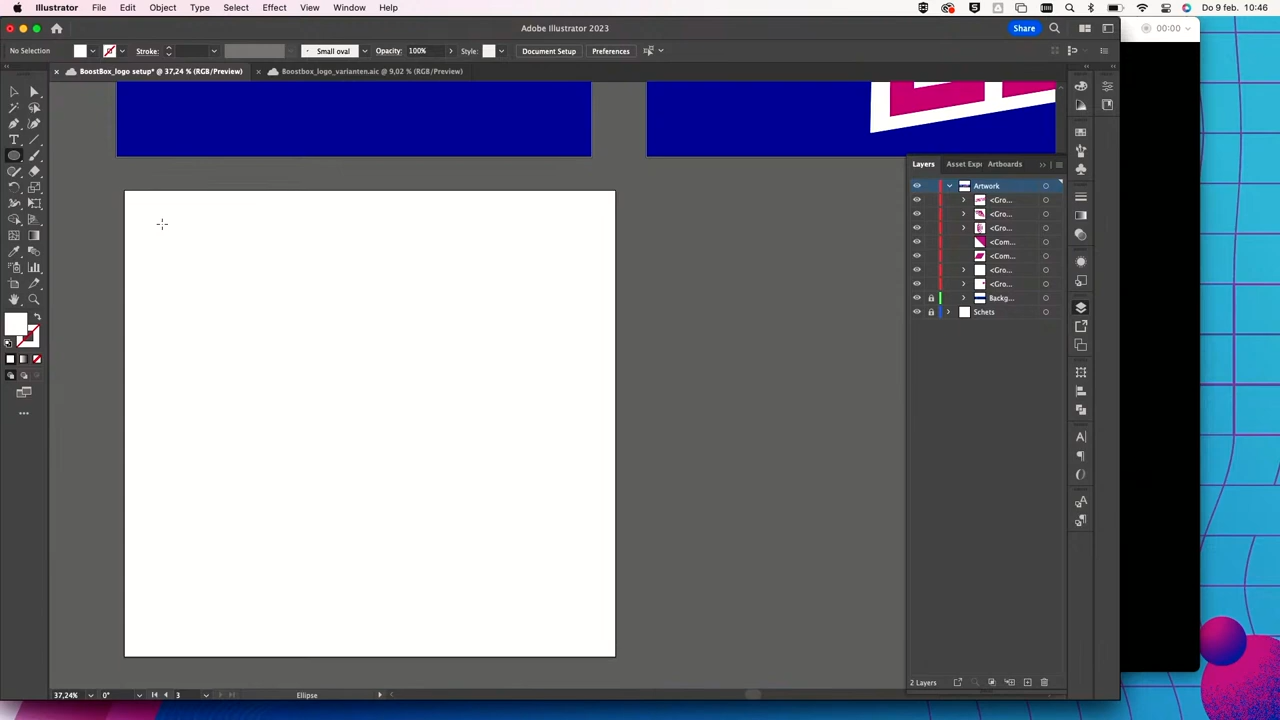 Illustrator File Edit Object Type Select Effect View Window Help Do 9 feb. 10:46
Adobe Illustrator 2023 Share 00:00
No Selection Stroke: Small oval Opacity: 100% Style: Document Setup Preferences
× BoostBox_logo setup* @ 37,24 % (RGB/Preview) × Boostbox_logo_varianten.aic @ 9,02 % (RGB/Preview)
Layers Asset Exp Artboards
Artwork
<Gro...
<Gro...
<Gro...
<Com...
<Com...
<Gro...
<Gro...
Backg...
Schets
2 Layers
37,24% 0° 3 Ellipse